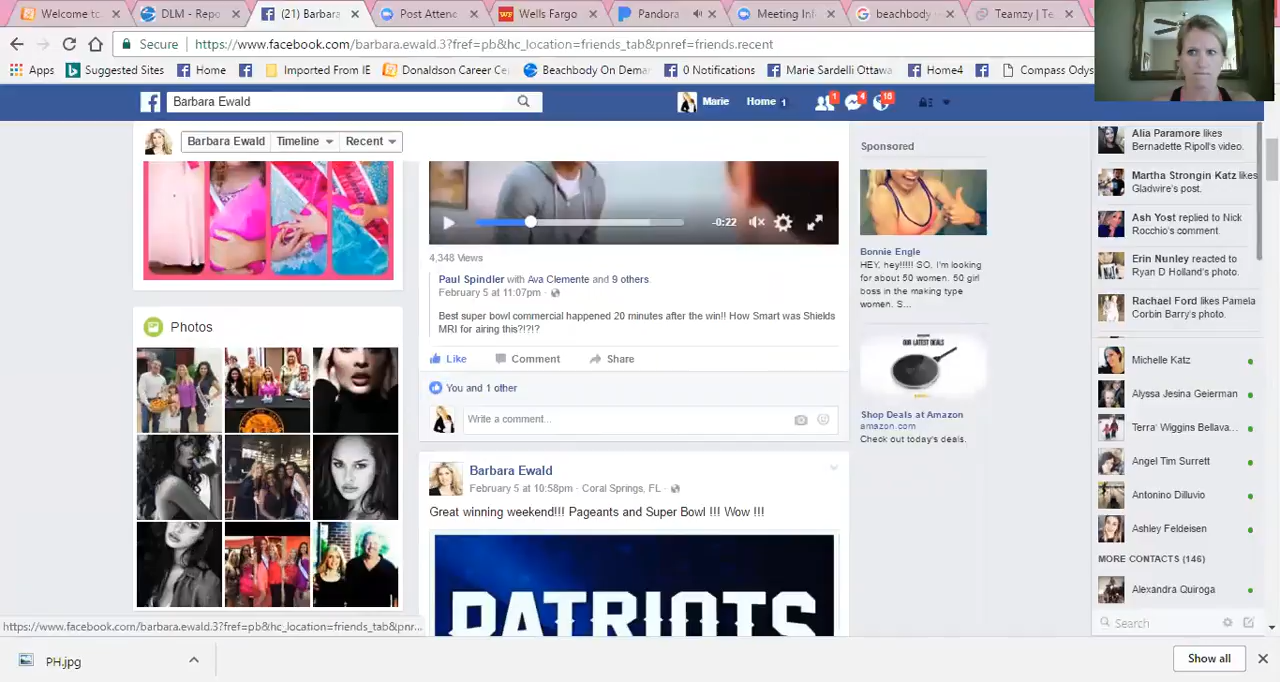 Welcome to
DLM - Repo
(21) Barbara
Post Attend
Wells Fargo
Pandora
Meeting Inf
beachbody
Teamzy | Te
Secure
https://www.facebook.com/barbara.ewald.3?fref=pb&hc_location=friends_tab&pnref=friends.recent
Apps
Suggested Sites
Home
Imported From IE
Donaldson Career Ce
Beachbody On Dema
0 Notifications
Marie Sardelli Ottawa
Home4
Compass Odys
Barbara Ewald
Marie
Home 1
1
4
16
Barbara Ewald
Timeline
Recent
Photos
-0:22
4,348 Views
Paul Spindler with Ava Clemente and 9 others.
February 5 at 11:07pm ·
Best super bowl commercial happened 20 minutes after the win!! How Smart was Shields
MRI for airing this?!?!?
Like
Comment
Share
You and 1 other
Write a comment...
Barbara Ewald
February 5 at 10:58pm · Coral Springs, FL ·
Great winning weekend!!! Pageants and Super Bowl !!! Wow !!!
PATRIOTS
Sponsored
Bonnie Engle
HEY, hey!!!!! SO, I'm looking
for about 50 women. 50 girl
boss in the making type
women. S...
OUR LATEST DEALS
Shop Deals at Amazon
amazon.com
Check out today's deals.
Alia Paramore likes
Bernadette Ripoll's video.
Martha Strongin Katz likes
Gladwire's post.
Ash Yost replied to Nick
Rocchio's comment.
Erin Nunley reacted to
Ryan D Holland's photo.
Rachael Ford likes Pamela
Corbin Barry's photo.
Michelle Katz
Alyssa Jesina Geierman
Terra' Wiggins Bellava...
Angel Tim Surrett
Antonino Dilluvio
Ashley Feldeisen
MORE CONTACTS (146)
Alexandra Quiroga
Search
https://www.facebook.com/barbara.ewald.3?fref=pb&hc_location=friends_tab&pnr...
PH.jpg
Show all